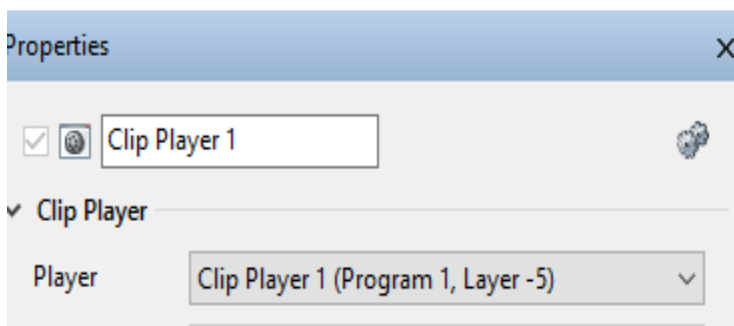 Properties
Clip Player 1
Clip Player
Player Clip Player 1 (Program 1, Layer -5)